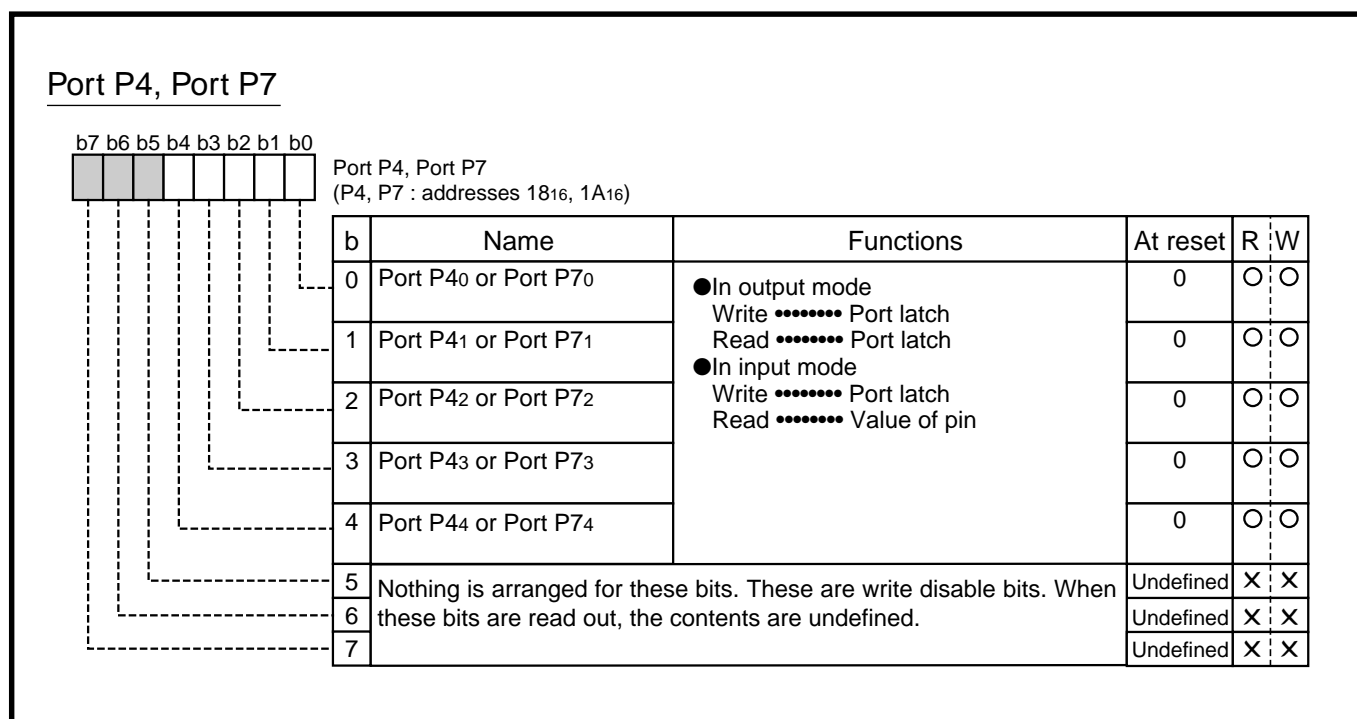 Port P4, Port P7
b7 b6 b5 b4 b3 b2 b1 b0
Port P4, Port P7
(P4, P7 : addresses 1816, 1A16)
b Name Functions At reset R W
0 Port P40 or Port P70 0 O O
●In output mode
Write •••••••• Port latch
1 Port P41 or Port P71 0 O O
Read •••••••• Port latch
●In input mode
2 Port P42 or Port P72 0 O O
Write •••••••• Port latch
Read •••••••• Value of pin
3 Port P43 or Port P73 0 O O
4 Port P44 or Port P74 0 O O
5 Undefined X X
Nothing is arranged for these bits. These are write disable bits. When
6 Undefined X X
these bits are read out, the contents are undefined.
7 Undefined X X